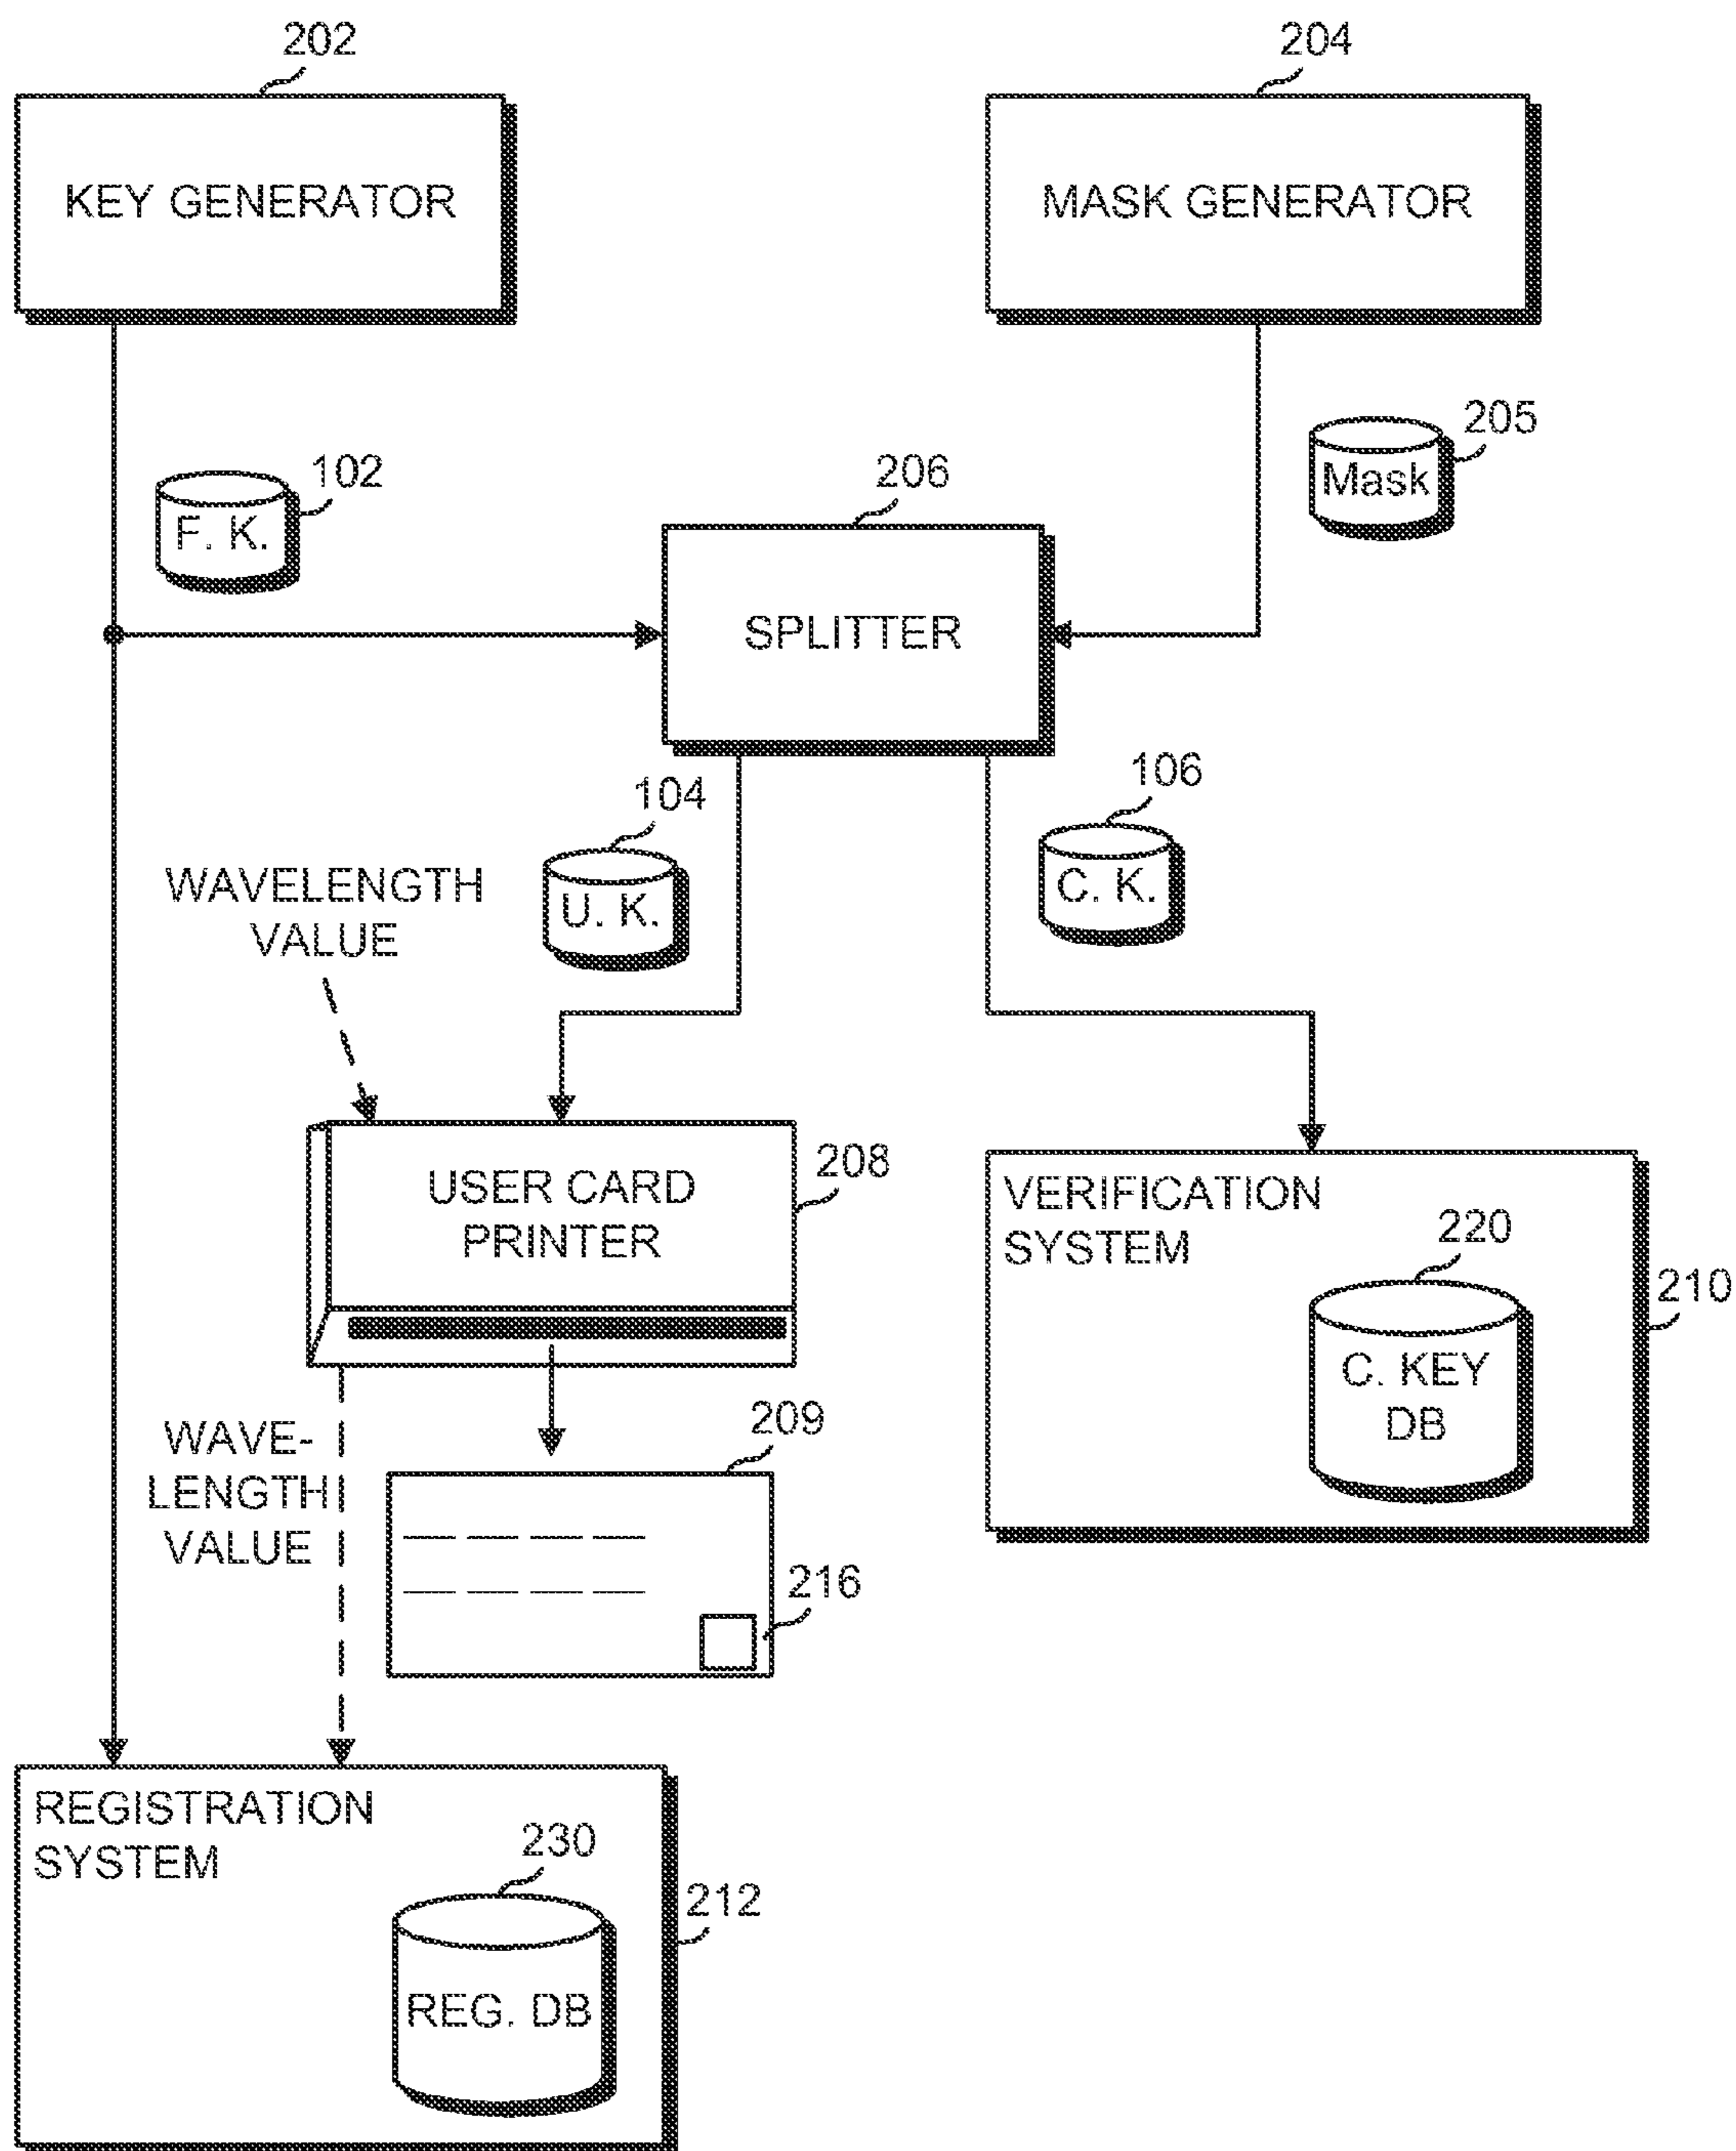 202
204
KEY GENERATOR
MASK GENERATOR
205
Mask
102
F. K.
206
SPLITTER
104
U. K.
106
C. K.
WAVELENGTH
VALUE
USER CARD
PRINTER
208
VERIFICATION
SYSTEM
220
210
C. KEY
DB
WAVE-
LENGTH
VALUE
209
216
REGISTRATION
SYSTEM
230
212
REG. DB